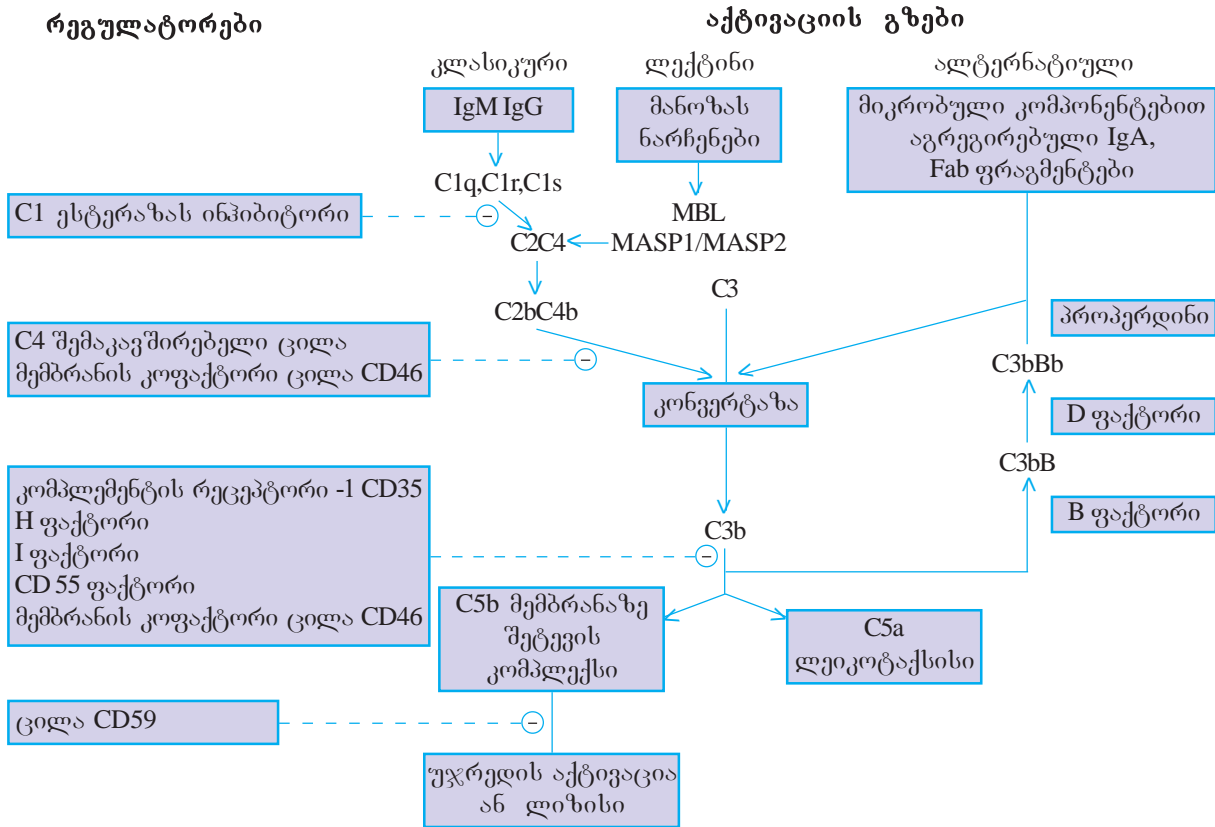 რეგულატორები
აქტივაციის გზები
კლასიკური
ლექტინი
ალტერნატიული
IgM IgG
მანოზას
ნარჩენები
მიკრობული კომპონენტებით
აგრეგირებული IgA,
Fab ფრაგმენტები
C1q,C1r,C1s
C1 ესტერაზას ინჰიბიტორი
−
MBL
MASP1/MASP2
C2C4
C2bC4b
C3
პროპერდინი
C4 შემაკავშირებელი ცილა
მემბრანის კოფაქტორი ცილა CD46
−
C3bBb
კონვერტაზა
D ფაქტორი
C3bB
კომპლემენტის რეცეპტორი -1 CD35
H ფაქტორი
I ფაქტორი
CD 55 ფაქტორი
მემბრანის კოფაქტორი ცილა CD46
B ფაქტორი
C3b
−
C5b მემბრანაზე
შეტევის
კომპლექსი
C5a
ლეიკოტაქსისი
ცილა CD59
−
უჯრედის აქტივაცია
ან ლიზისი